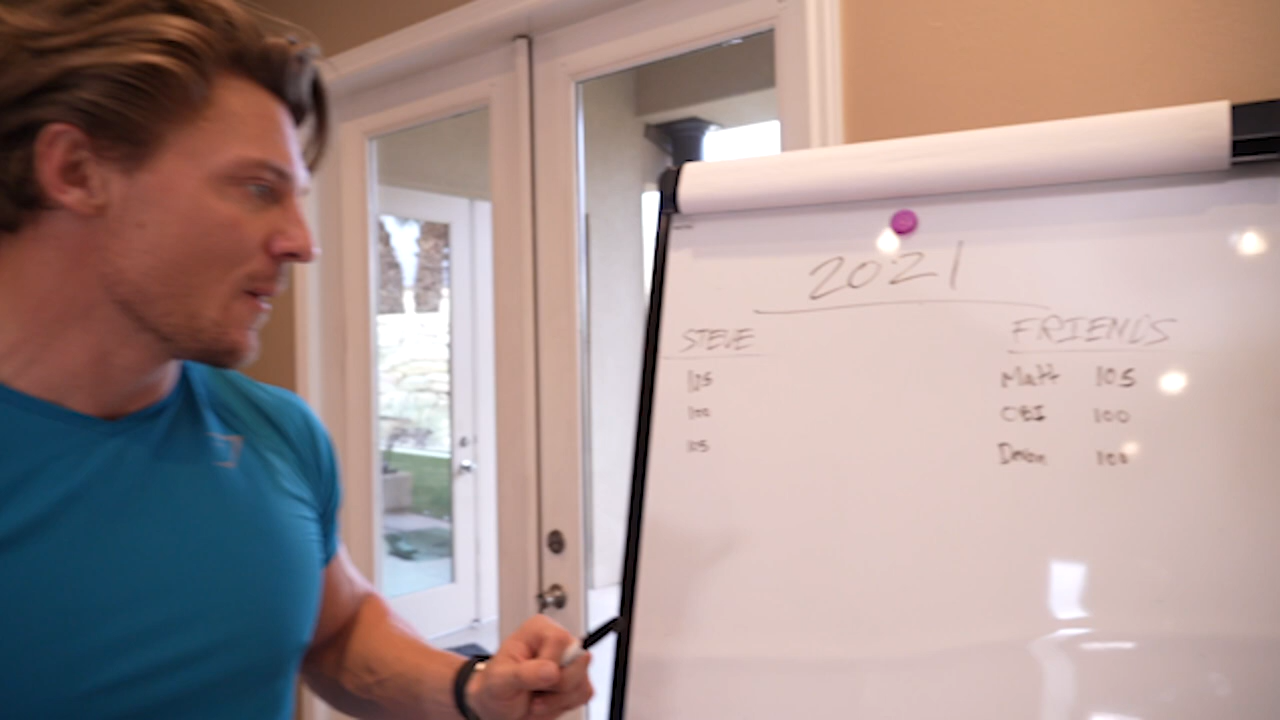 2021
STEVE
FRIENDS
105
Matt 105
100
CBI 100
105
Devon 100